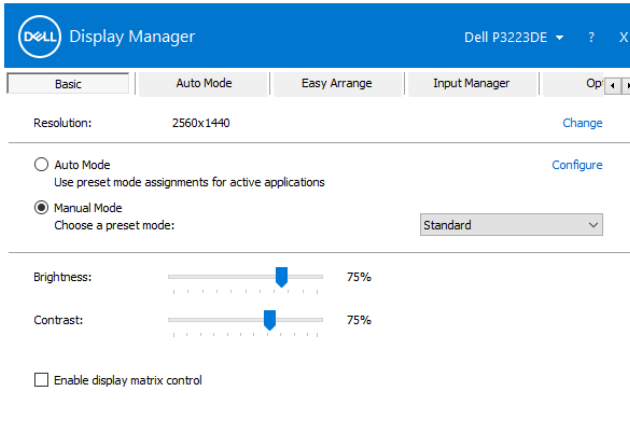 DELL Display Manager Dell P3223DE ? X
Basic Auto Mode Easy Arrange Input Manager
Resolution: 2560x1440 Change
Auto Mode Configure
Use preset mode assignments for active applications
Manual Mode
Choose a preset mode: Standard
Brightness: 75%
Contrast: 75%
Enable display matrix control